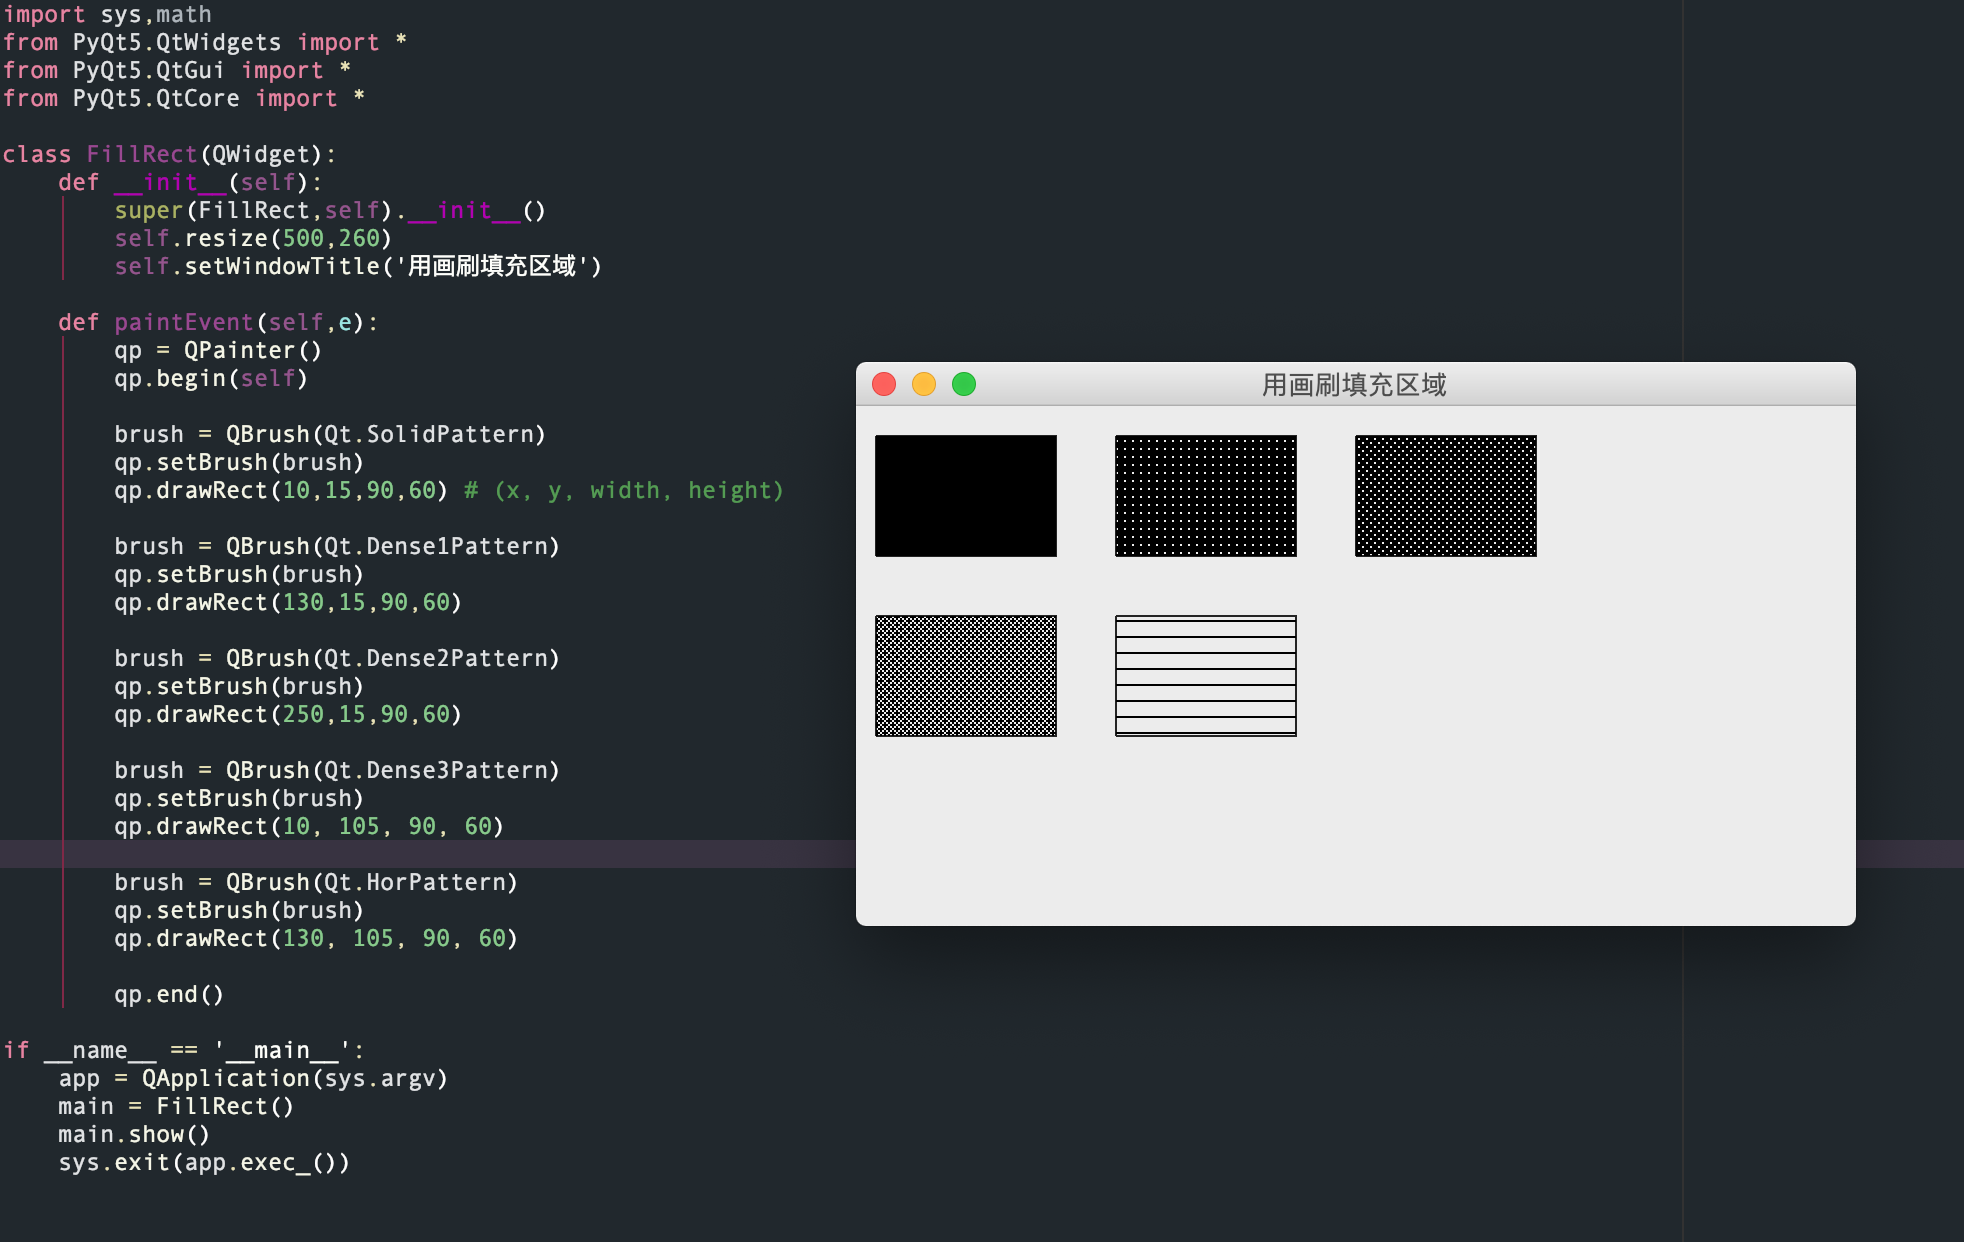 import sys,math
from PyQt5.QtWidgets import *
from PyQt5.QtGui import *
from PyQt5.QtCore import *
class FillRect(QWidget):
def __init__(self):
super(FillRect,self).__init__()
self.resize(500,260)
self.setWindowTitle('用画刷填充区域')
def paintEvent(self,e):
qp = QPainter()
qp.begin(self)
brush = QBrush(Qt.SolidPattern)
qp.setBrush(brush)
qp.drawRect(10,15,90,60) # (x, y, width, height)
brush = QBrush(Qt.Dense1Pattern)
qp.setBrush(brush)
qp.drawRect(130,15,90,60)
brush = QBrush(Qt.Dense2Pattern)
qp.setBrush(brush)
qp.drawRect(250,15,90,60)
brush = QBrush(Qt.Dense3Pattern)
qp.setBrush(brush)
qp.drawRect(10, 105, 90, 60)
brush = QBrush(Qt.HorPattern)
qp.setBrush(brush)
qp.drawRect(130, 105, 90, 60)
qp.end()
if __name__ == '__main__':
app = QApplication(sys.argv)
main = FillRect()
main.show()
sys.exit(app.exec_())
用画刷填充区域